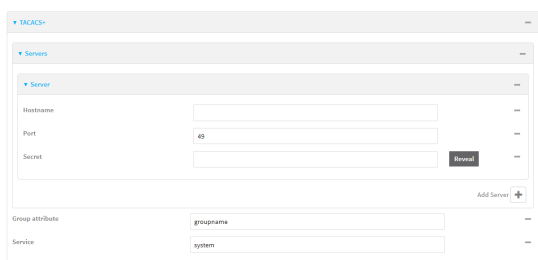 TACACS+
Servers
Server
Hostname
Port 49
Secret Reveal
Add Server
Group attribute groupname
Service system